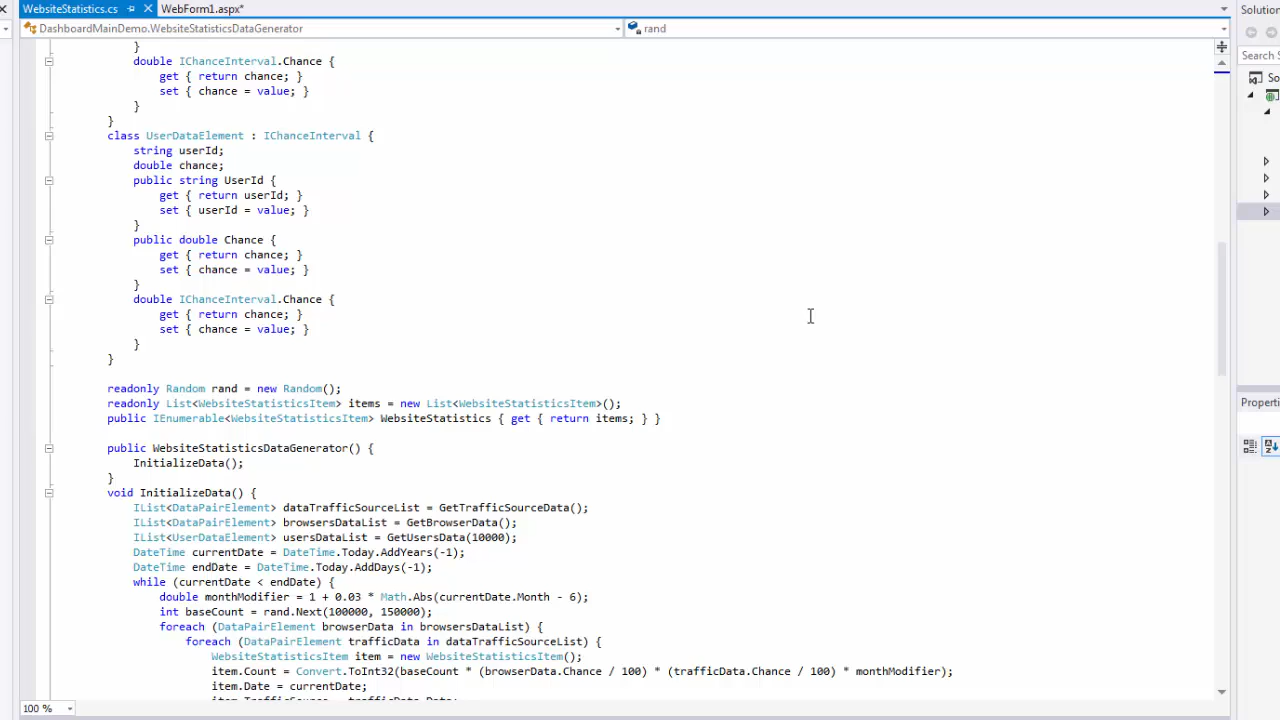 WebsiteStatistics.cs
WebForm1.aspx*
Solution
DashboardMainDemo.WebsiteStatisticsDataGenerator
rand
Search S
So
}
double IChanceInterval.Chance {
get { return chance; }
set { chance = value; }
}
}
class UserDataElement : IChanceInterval {
string userId;
double chance;
public string UserId {
get { return userId; }
set { userId = value; }
}
public double Chance {
get { return chance; }
set { chance = value; }
}
double IChanceInterval.Chance {
get { return chance; }
set { chance = value; }
}
}
readonly Random rand = new Random();
readonly List<WebsiteStatisticsItem> items = new List<WebsiteStatisticsItem>();
public IEnumerable<WebsiteStatisticsItem> WebsiteStatistics { get { return items; } }
public WebsiteStatisticsDataGenerator() {
InitializeData();
}
void InitializeData() {
IList<DataPairElement> dataTrafficSourceList = GetTrafficSourceData();
IList<DataPairElement> browsersDataList = GetBrowserData();
IList<UserDataElement> usersDataList = GetUsersData(10000);
DateTime currentDate = DateTime.Today.AddYears(-1);
DateTime endDate = DateTime.Today.AddDays(-1);
while (currentDate < endDate) {
double monthModifier = 1 + 0.03 * Math.Abs(currentDate.Month - 6);
int baseCount = rand.Next(100000, 150000);
foreach (DataPairElement browserData in browsersDataList) {
foreach (DataPairElement trafficData in dataTrafficSourceList) {
WebsiteStatisticsItem item = new WebsiteStatisticsItem();
item.Count = Convert.ToInt32(baseCount * (browserData.Chance / 100) * (trafficData.Chance / 100) * monthModifier);
item.Date = currentDate;
Properti
100 %